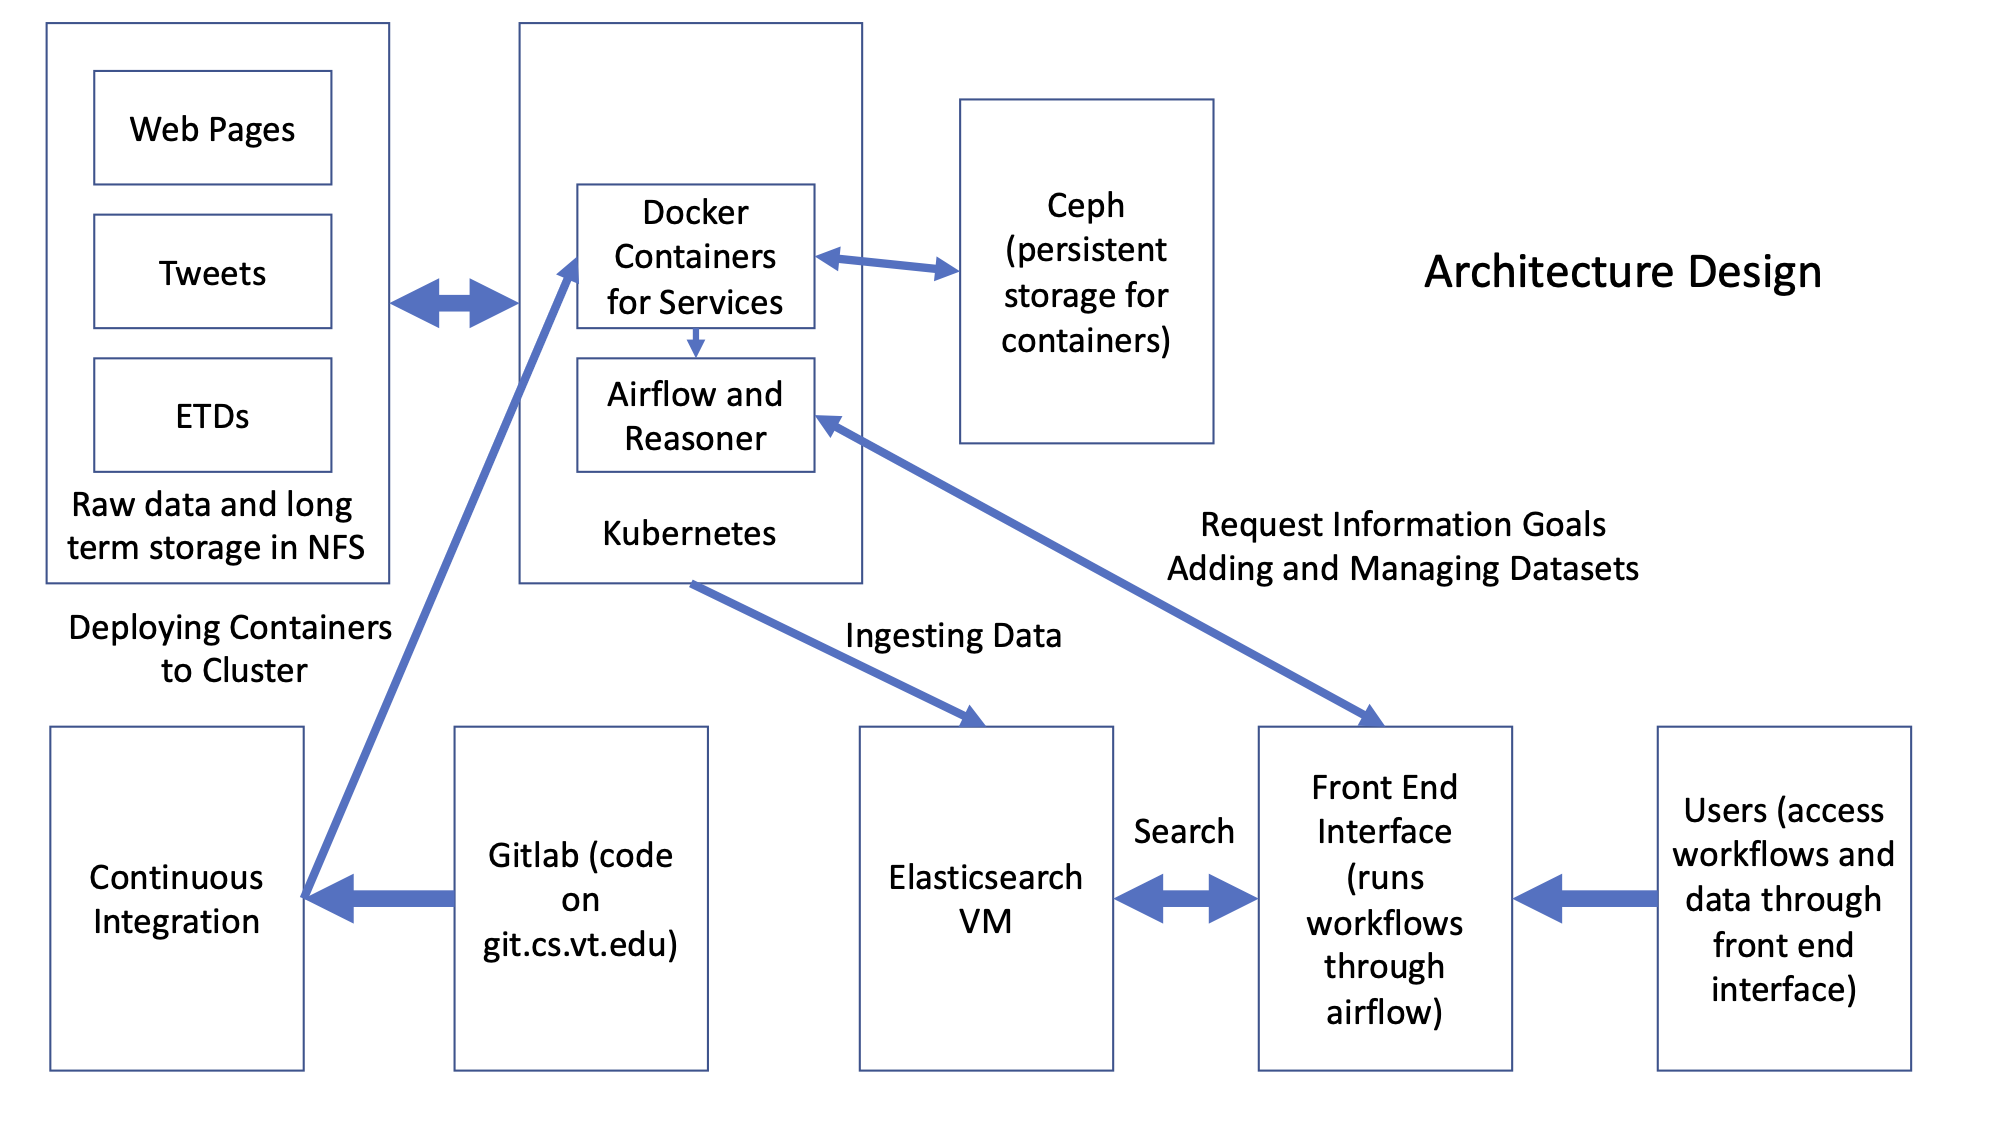 Web Pages
Tweets
ETDs
Raw data and long
term storage in NFS
Docker
Containers
for Services
Airflow and
Reasoner
Kubernetes
Ceph
(persistent
storage for
containers)
Architecture Design
Request Information Goals
Adding and Managing Datasets
Deploying Containers
to Cluster
Ingesting Data
Continuous
Integration
Gitlab (code
on
git.cs.vt.edu)
Elasticsearch
VM
Search
Front End
Interface
(runs
workflows
through
airflow)
Users (access
workflows and
data through
front end
interface)